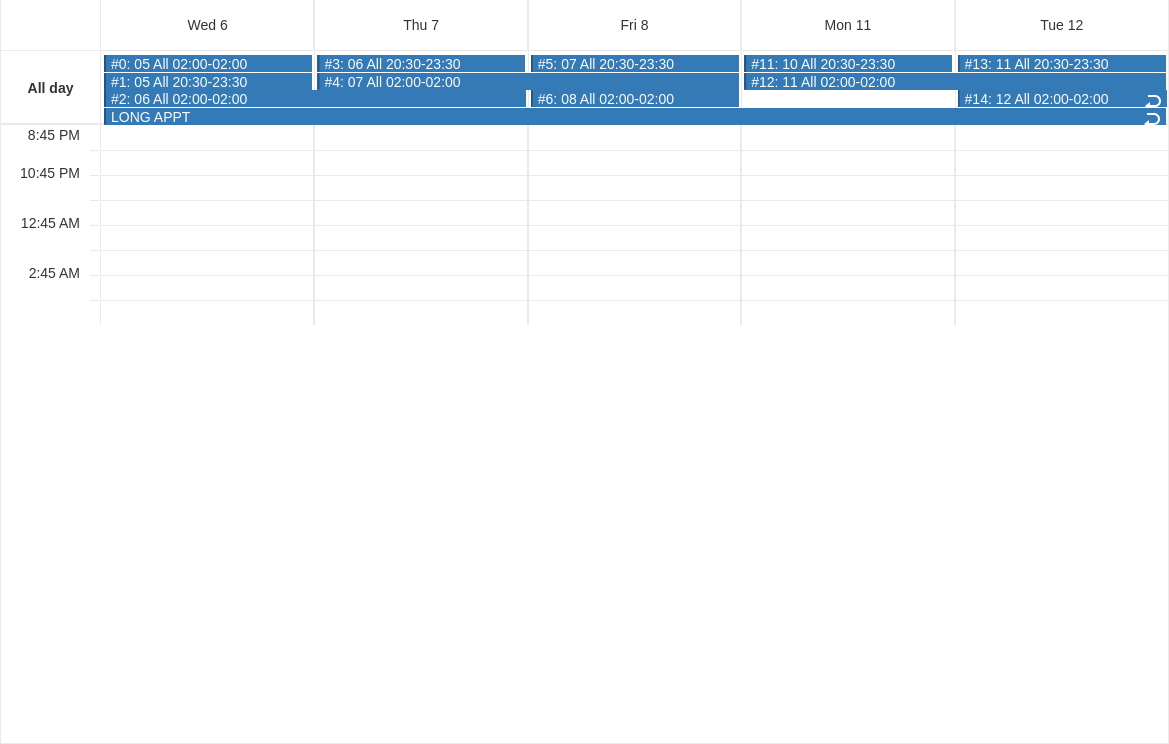 Wed 6 Thu 7 Fri 8 Mon 11 Tue 12
All day
#0: 05 All 02:00-02:00 #3: 06 All 20:30-23:30 #5: 07 All 20:30-23:30 #11: 10 All 20:30-23:30 #13: 11 All 20:30-23:30
#1: 05 All 20:30-23:30 #4: 07 All 02:00-02:00 #12: 11 All 02:00-02:00
#2: 06 All 02:00-02:00 #6: 08 All 02:00-02:00 #14: 12 All 02:00-02:00
LONG APPT
8:45 PM
10:45 PM
12:45 AM
2:45 AM